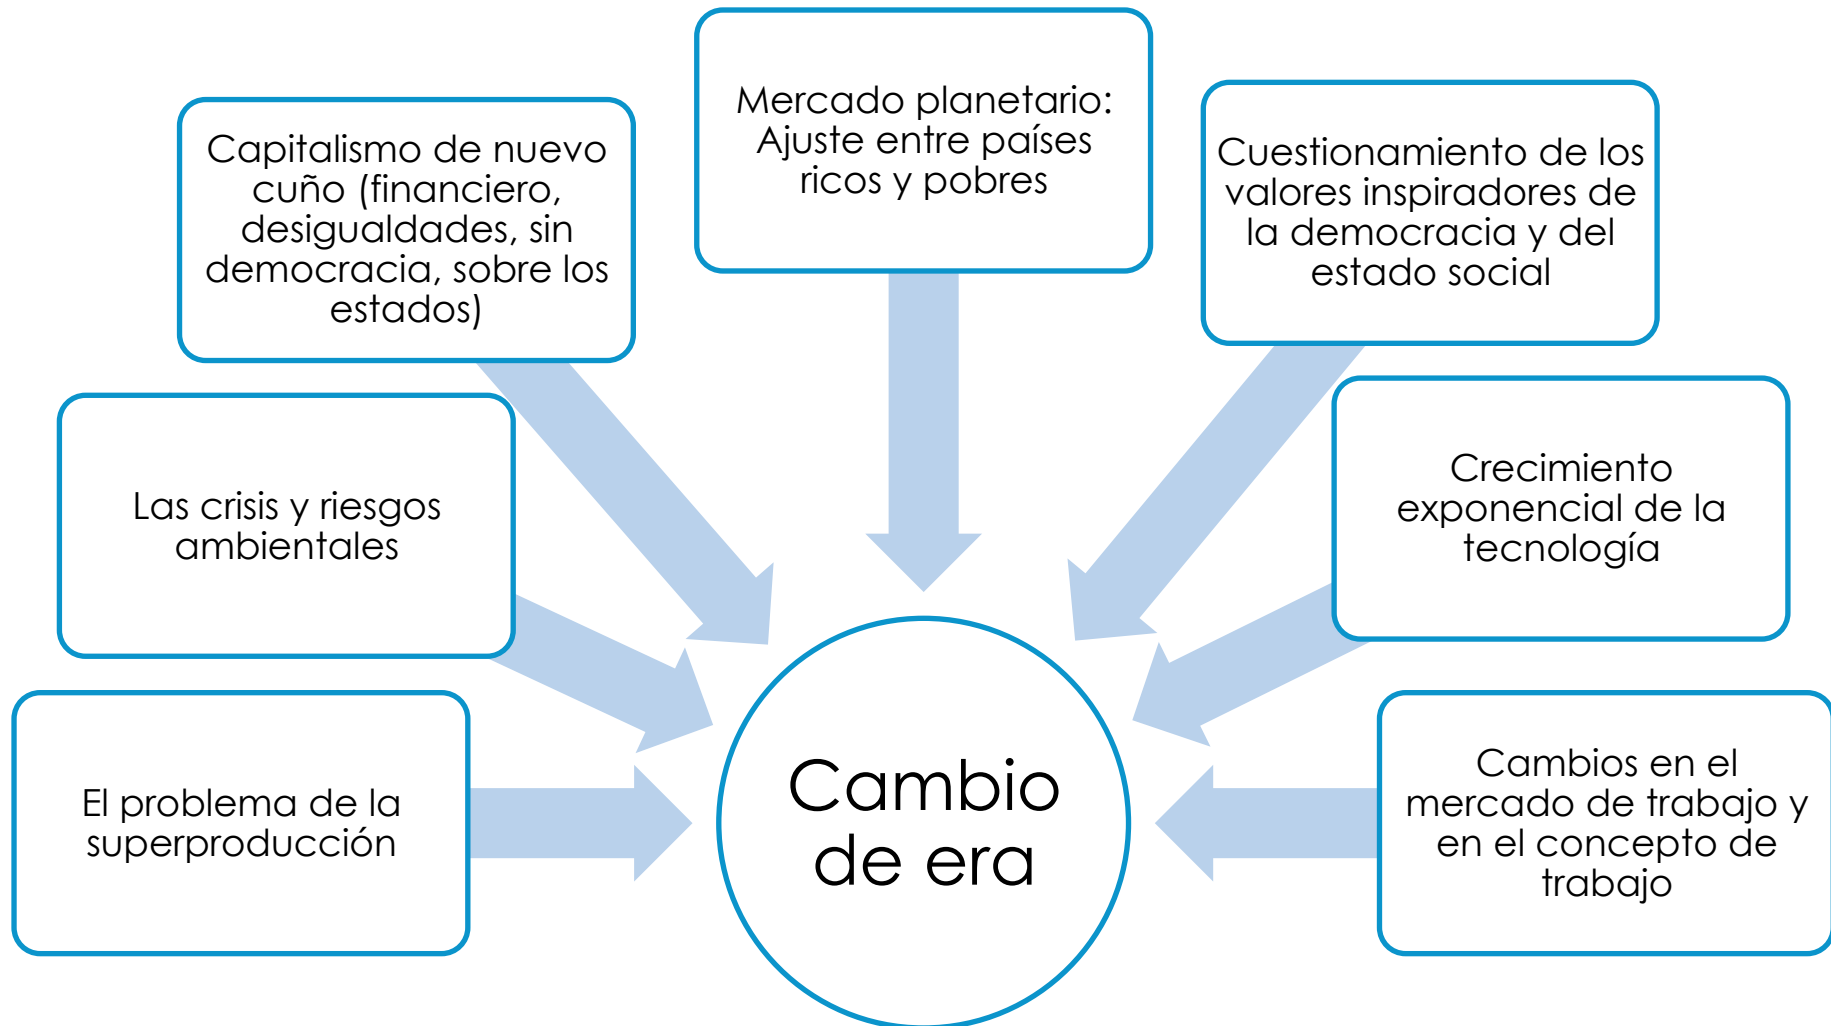 Mercado planetario:
Ajuste entre países
ricos y pobres
Capitalismo de nuevo
cuño (financiero,
desigualdades, sin
democracia, sobre los
estados)
Cuestionamiento de los
valores inspiradores de
la democracia y del
estado social
Las crisis y riesgos
ambientales
Crecimiento
exponencial de la
tecnología
El problema de la
superproducción
Cambio
de era
Cambios en el
mercado de trabajo y
en el concepto de
trabajo